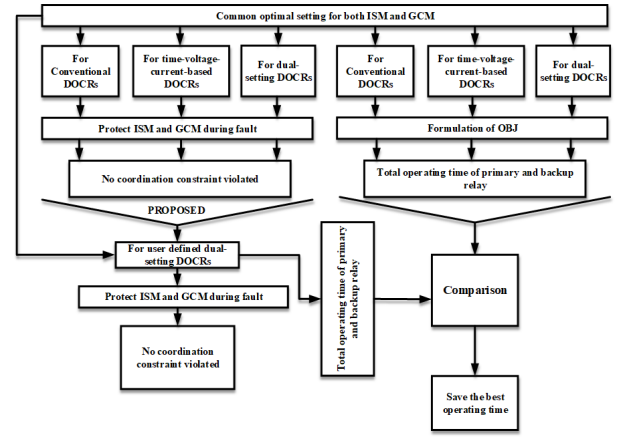 Common optimal setting for both ISM and GCM
For
Conventional
DOCRs
For time-voltage-
current-based
DOCRs
For dual-
setting DOCRs
For
Conventional
DOCRs
For time-voltage-
current-based
DOCRs
For dual-
setting DOCRs
Protect ISM and GCM during fault
Formulation of OBJ
No coordination constraint violated
Total operating time of primary and backup
relay
PROPOSED
For user defined dual-
setting DOCRs
Protect ISM and GCM during fault
No coordination
constraint violated
Total operating time of primary
and backup relay
Comparison
Save the best
operating time